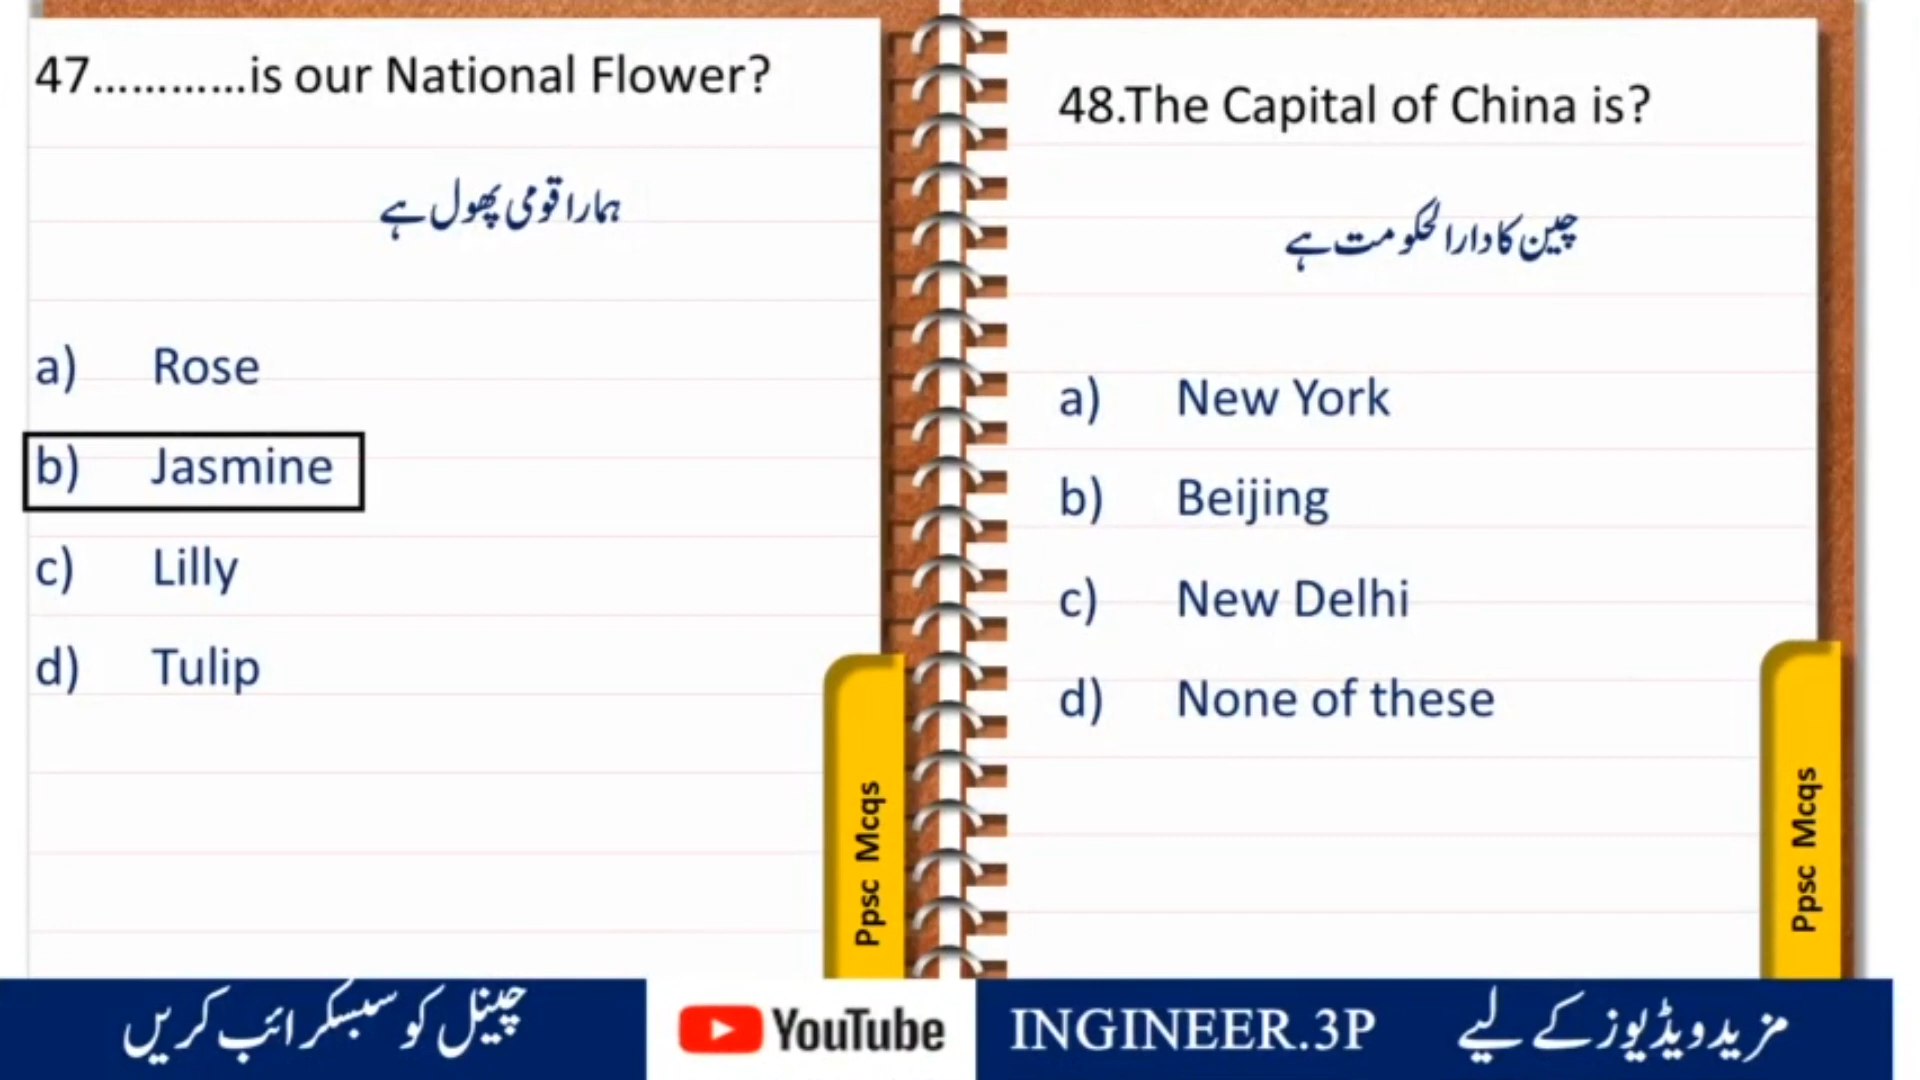 47............is our National Flower?
ہمارا قومی پھول ہے
a) Rose
b) Jasmine
c) Lilly
d) Tulip
Ppsc Mcqs
48.The Capital of China is?
چین کا دارالحکومت ہے
a) New York
b) Beijing
c) New Delhi
d) None of these
Ppsc Mcqs
چینل کو سبسکرائب کریں
YouTube
INGINEER.3P
مزید ویڈیوز کے لیے